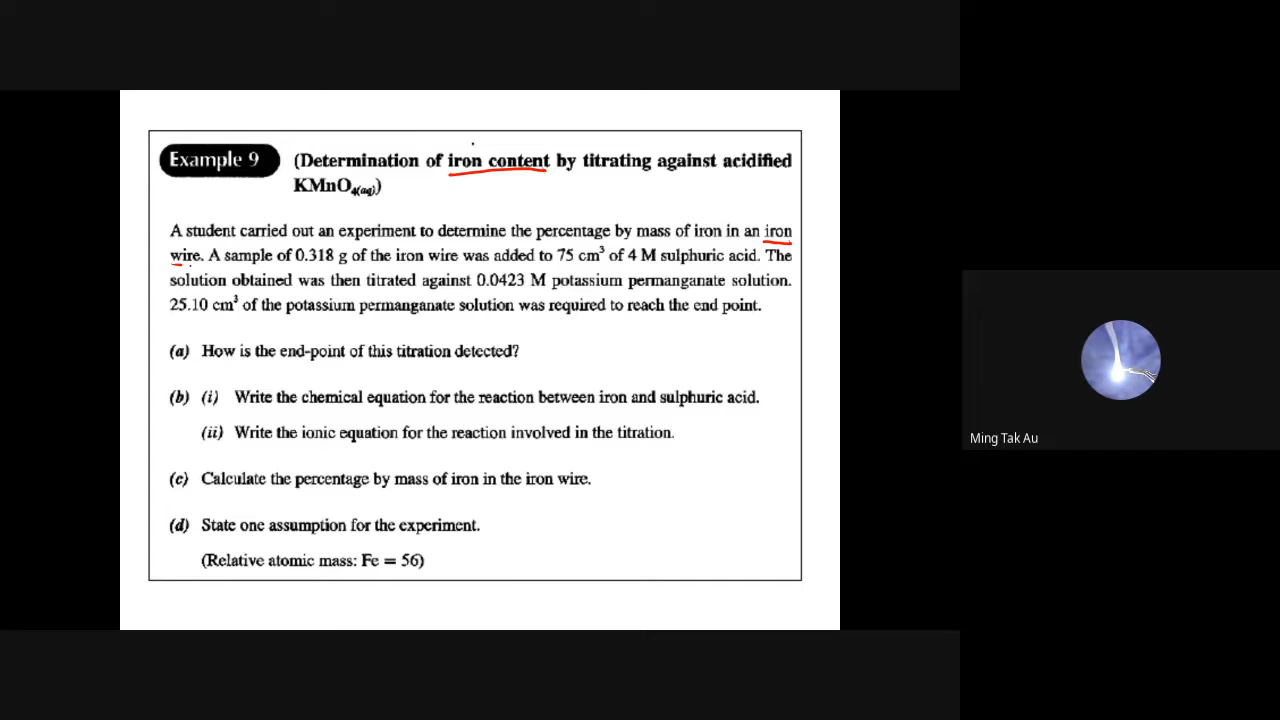 Example 9 (Determination of iron content by titrating against acidified
KMnO4(aq))
A student carried out an experiment to determine the percentage by mass of iron in an iron
wire. A sample of 0.318 g of the iron wire was added to 75 cm³ of 4 M sulphuric acid. The
solution obtained was then titrated against 0.0423 M potassium permanganate solution.
25.10 cm³ of the potassium permanganate solution was required to reach the end point.
(a) How is the end-point of this titration detected?
(b) (i) Write the chemical equation for the reaction between iron and sulphuric acid.
(ii) Write the ionic equation for the reaction involved in the titration.
(c) Calculate the percentage by mass of iron in the iron wire.
(d) State one assumption for the experiment.
(Relative atomic mass: Fe = 56)
Ming Tak Au